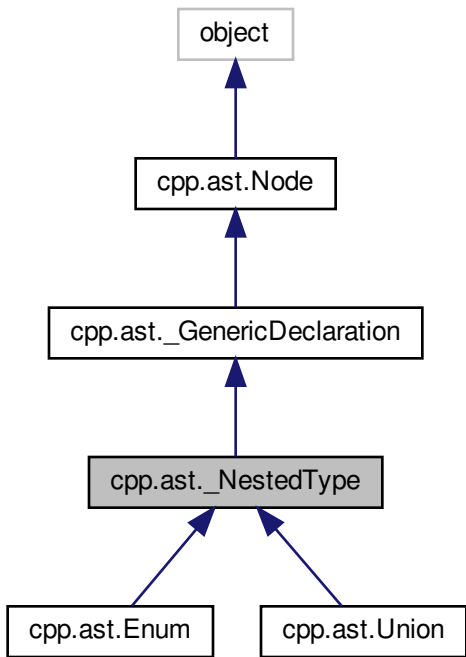 object
cpp.ast.Node
cpp.ast._GenericDeclaration
cpp.ast._NestedType
cpp.ast.Enum
cpp.ast.Union